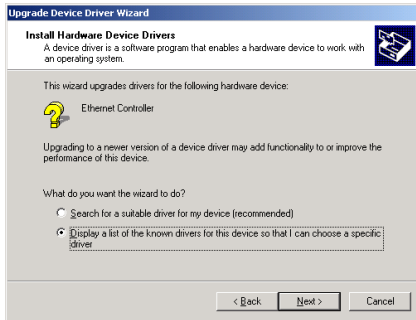 Upgrade Device Driver Wizard
Install Hardware Device Drivers
A device driver is a software program that enables a hardware device to work with
an operating system.
This wizard upgrades drivers for the following hardware device:
Ethernet Controller
Upgrading to a newer version of a device driver may add functionality to or improve the
performance of this device.
What do you want the wizard to do?
Search for a suitable driver for my device (recommended)
Display a list of the known drivers for this device so that I can choose a specific
driver
< Back
Next >
Cancel